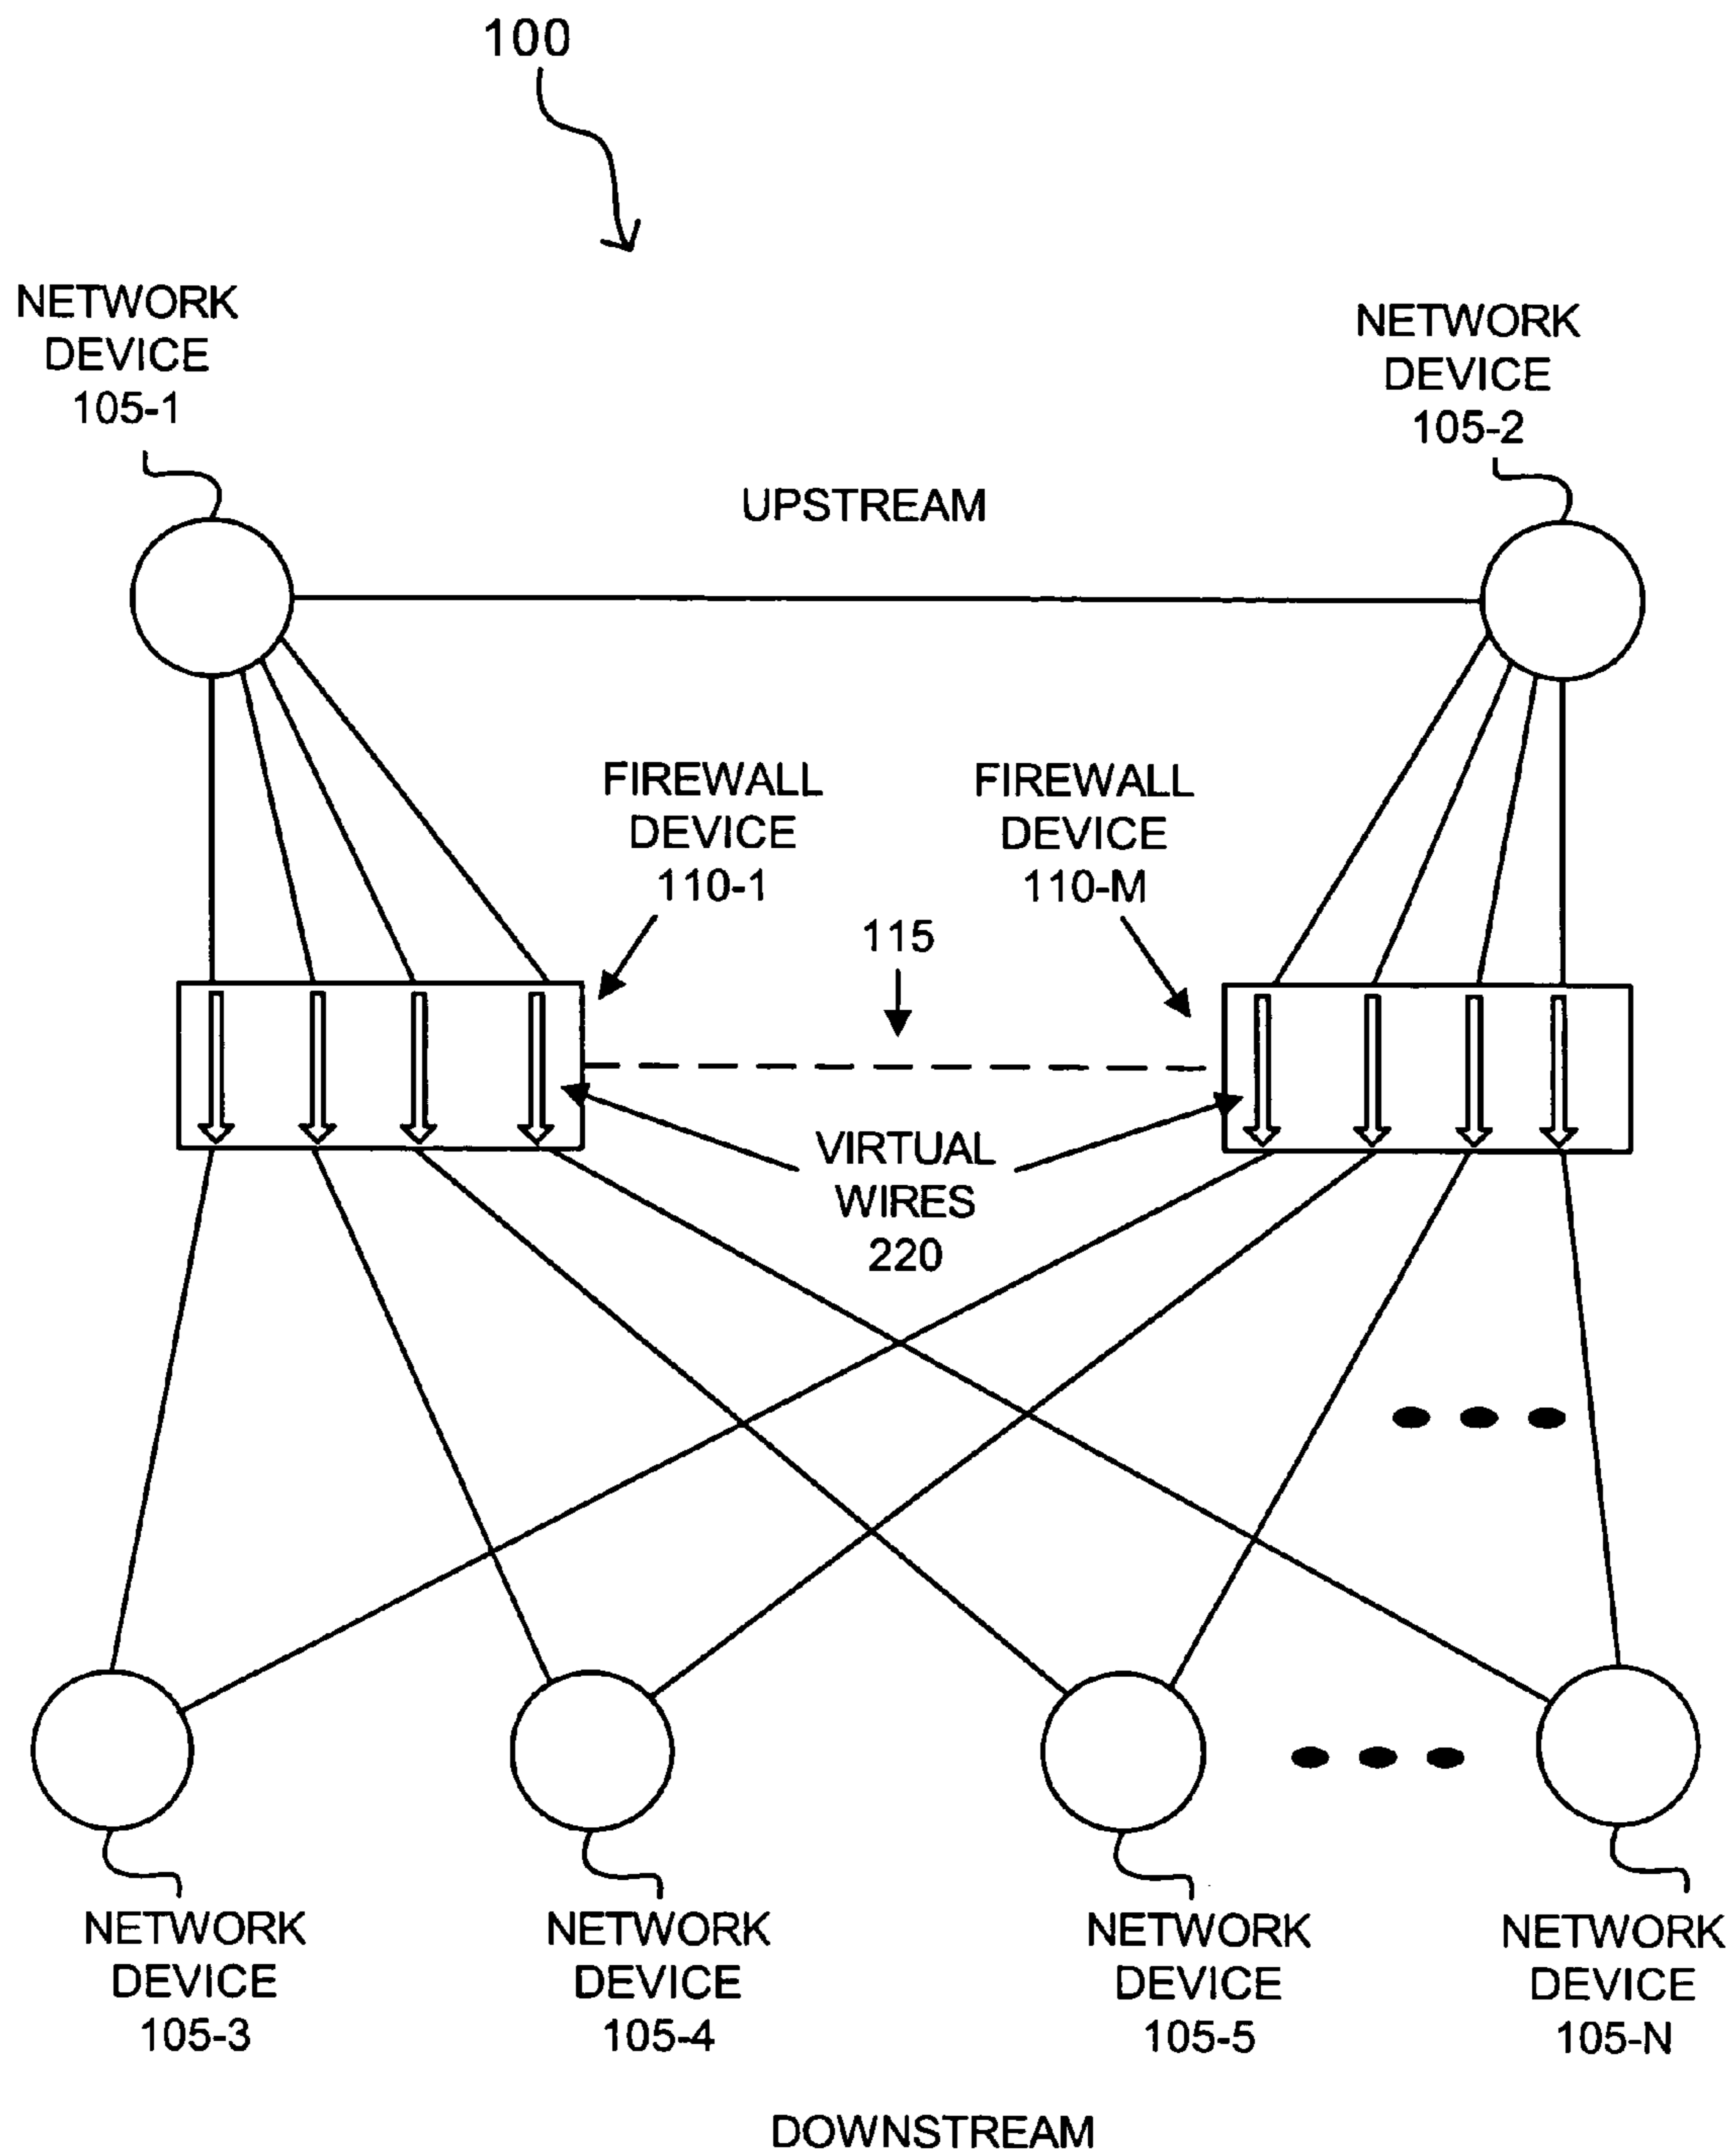 100
NETWORK
DEVICE
105-1
NETWORK
DEVICE
105-2
UPSTREAM
FIREWALL
DEVICE
110-1
FIREWALL
DEVICE
110-M
115
VIRTUAL
WIRES
220
NETWORK
DEVICE
105-3
NETWORK
DEVICE
105-4
NETWORK
DEVICE
105-5
NETWORK
DEVICE
105-N
DOWNSTREAM